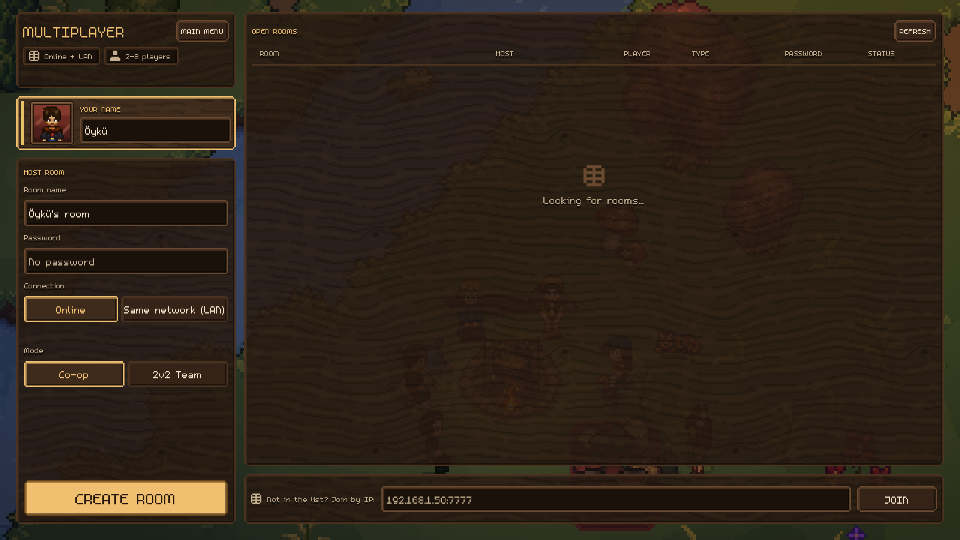 MULTIPLAYER
MAIN MENU
Online + LAN
2-8 players
YOUR NAME
Öykü
HOST ROOM
Room name
Öykü's room
Password
No password
Connection
Online
Same network (LAN)
Mode
Co-op
2v2 Team
CREATE ROOM
OPEN ROOMS
REFRESH
ROOM HOST PLAYER TYPE PASSWORD STATUS
Looking for rooms…
Not in the list? Join by IP:
192.168.1.50:7777
JOIN